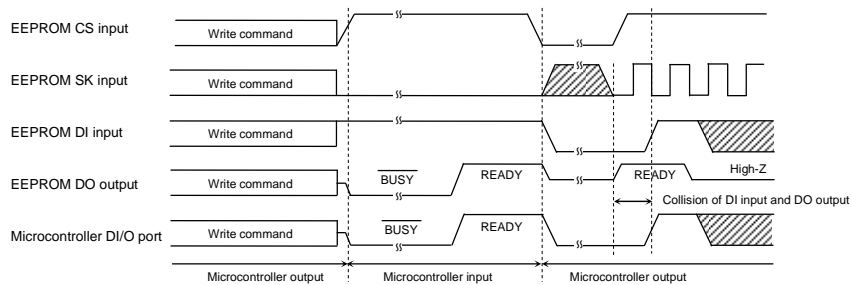 EEPROM CS input
Write command
EEPROM SK input
Write command
EEPROM DI input
Write command
EEPROM DO output
Write command
BUSY
READY
READY
High-Z
Collision of DI input and DO output
Microcontroller DI/O port
Write command
BUSY
READY
Microcontroller output
Microcontroller input
Microcontroller output